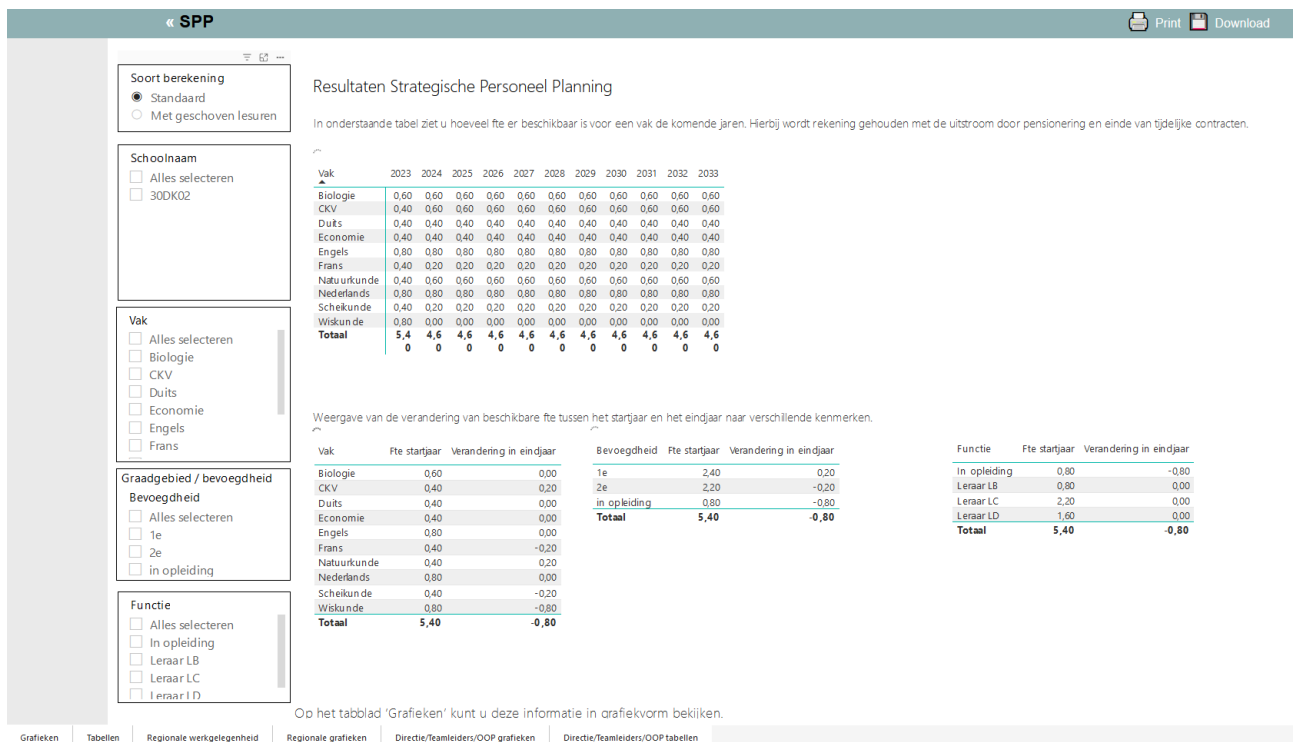 « SPP
Print Download
Soort berekening
Standaard
Met geschoven lesuren
Schoolnaam
Alles selecteren
30DK02
Vak
Alles selecteren
Biologie
CKV
Duits
Economie
Engels
Frans
Graadgebied / bevoegdheid
Bevoegdheid
Alles selecteren
1e
2e
in opleiding
Functie
Alles selecteren
In opleiding
Leraar LB
Leraar LC
Leraar LD
Resultaten Strategische Personeel Planning
In onderstaande tabel ziet u hoeveel fte er beschikbaar is voor een vak de komende jaren. Hierbij wordt rekening gehouden met de uitstroom door pensionering en einde van tijdelijke contracten.
Vak 2023 2024 2025 2026 2027 2028 2029 2030 2031 2032 2033
Biologie 0,60 0,60 0,60 0,60 0,60 0,60 0,60 0,60 0,60 0,60 0,60
CKV 0,40 0,60 0,60 0,60 0,60 0,60 0,60 0,60 0,60 0,60 0,60
Duits 0,40 0,40 0,40 0,40 0,40 0,40 0,40 0,40 0,40 0,40 0,40
Economie 0,40 0,40 0,40 0,40 0,40 0,40 0,40 0,40 0,40 0,40 0,40
Engels 0,80 0,80 0,80 0,80 0,80 0,80 0,80 0,80 0,80 0,80 0,80
Frans 0,40 0,20 0,20 0,20 0,20 0,20 0,20 0,20 0,20 0,20 0,20
Natuurkunde 0,40 0,60 0,60 0,60 0,60 0,60 0,60 0,60 0,60 0,60 0,60
Nederlands 0,80 0,80 0,80 0,80 0,80 0,80 0,80 0,80 0,80 0,80 0,80
Scheikunde 0,40 0,20 0,20 0,20 0,20 0,20 0,20 0,20 0,20 0,20 0,20
Wiskunde 0,80 0,00 0,00 0,00 0,00 0,00 0,00 0,00 0,00 0,00 0,00
Totaal 5,4 4,6 4,6 4,6 4,6 4,6 4,6 4,6 4,6 4,6 4,6
0 0 0 0 0 0 0 0 0 0 0
Weergave van de verandering van beschikbare fte tussen het startjaar en het eindjaar naar verschillende kenmerken.
Vak Fte startjaar Verandering in eindjaar
Biologie 0,60 0,00
CKV 0,40 0,20
Duits 0,40 0,00
Economie 0,40 0,00
Engels 0,80 0,00
Frans 0,40 -0,20
Natuurkunde 0,40 0,20
Nederlands 0,80 0,00
Scheikunde 0,40 -0,20
Wiskunde 0,80 -0,80
Totaal 5,40 -0,80
Bevoegdheid Fte startjaar Verandering in eindjaar
1e 2,40 0,20
2e 2,20 -0,20
in opleiding 0,80 -0,80
Totaal 5,40 -0,80
Functie Fte startjaar Verandering in eindjaar
In opleiding 0,80 -0,80
Leraar LB 0,80 0,00
Leraar LC 2,20 0,00
Leraar LD 1,60 0,00
Totaal 5,40 -0,80
Op het tabblad ‘Grafieken’ kunt u deze informatie in grafiekvorm bekijken.
Grafieken Tabellen Regionale werkgelegenheid Regionale grafieken Directie/Teamleiders/OOP grafieken Directie/Teamleiders/OOP tabellen